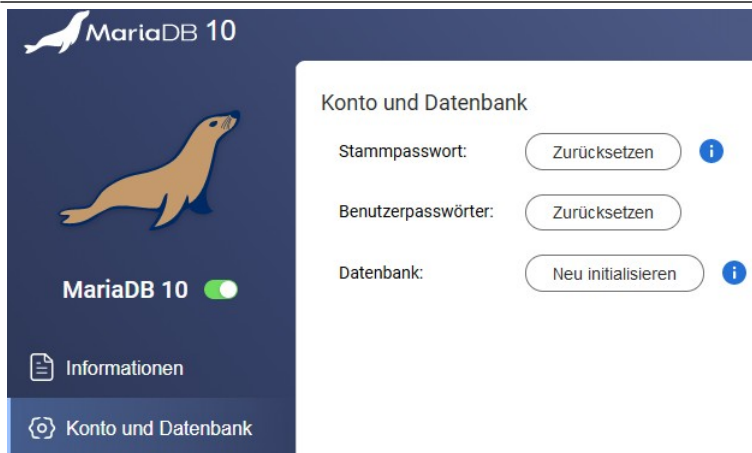 MariaDB 10
MariaDB 10
Informationen
Konto und Datenbank
Konto und Datenbank
Stammpasswort: Zurücksetzen i
Benutzerpasswörter: Zurücksetzen
Datenbank: Neu initialisieren i